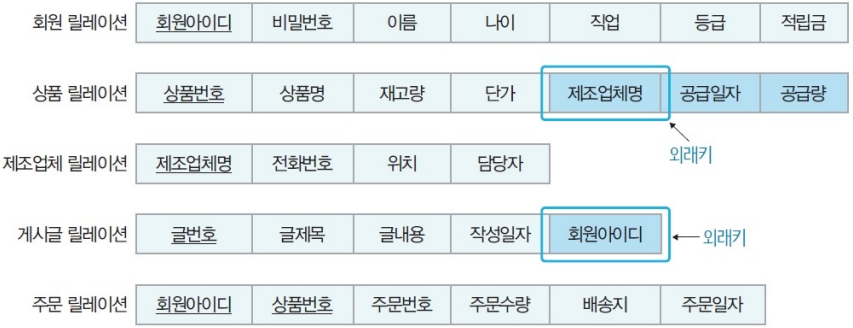 회원 릴레이션 회원아이디 비밀번호 이름 나이 직업 등급 적립금
상품 릴레이션 상품번호 상품명 재고량 단가 제조업체명 공급일자 공급량
외래키
제조업체 릴레이션 제조업체명 전화번호 위치 담당자
게시글 릴레이션 글번호 글제목 글내용 작성일자 회원아이디 외래키
주문 릴레이션 회원아이디 상품번호 주문번호 주문수량 배송지 주문일자